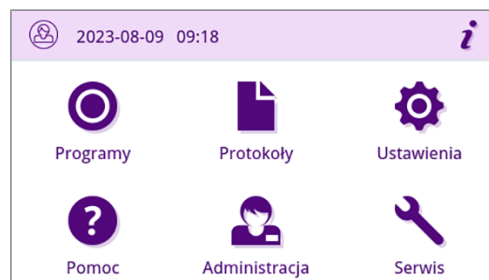 2023-08-09 09:18 i
Programy Protokoły Ustawienia
? 
Pomoc Administracja Serwis